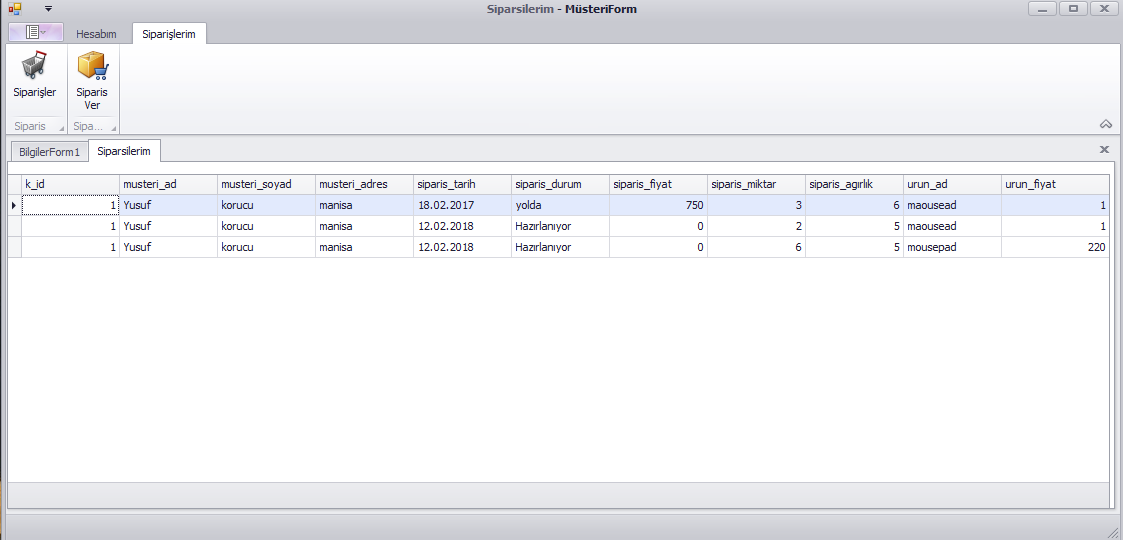 Siparsilerim - MüsteriForm
Hesabım Siparişlerim
Siparişler Siparis Ver
Siparis Sipa...
BilgilerForm1 Siparsilerim
k_id musteri_ad musteri_soyad musteri_adres siparis_tarih siparis_durum siparis_fiyat siparis_miktar siparis_agırlık urun_ad urun_fiyat
1 Yusuf korucu manisa 18.02.2017 yolda 750 3 6 maousead 1
1 Yusuf korucu manisa 12.02.2018 Hazırlanıyor 0 2 5 maousead 1
1 Yusuf korucu manisa 12.02.2018 Hazırlanıyor 0 6 5 mousepad 220